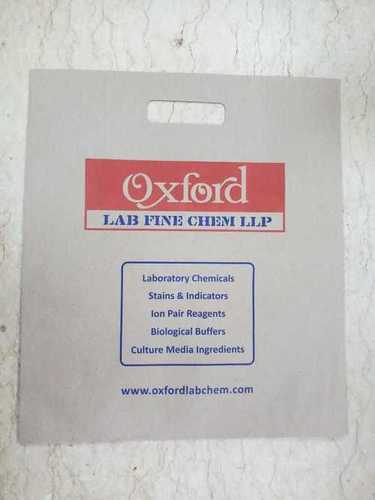 Oxford
LAB FINE CHEM LLP
Laboratory Chemicals
Stains & Indicators
Ion Pair Reagents
Biological Buffers
Culture Media Ingredients
www.oxfordlabchem.com